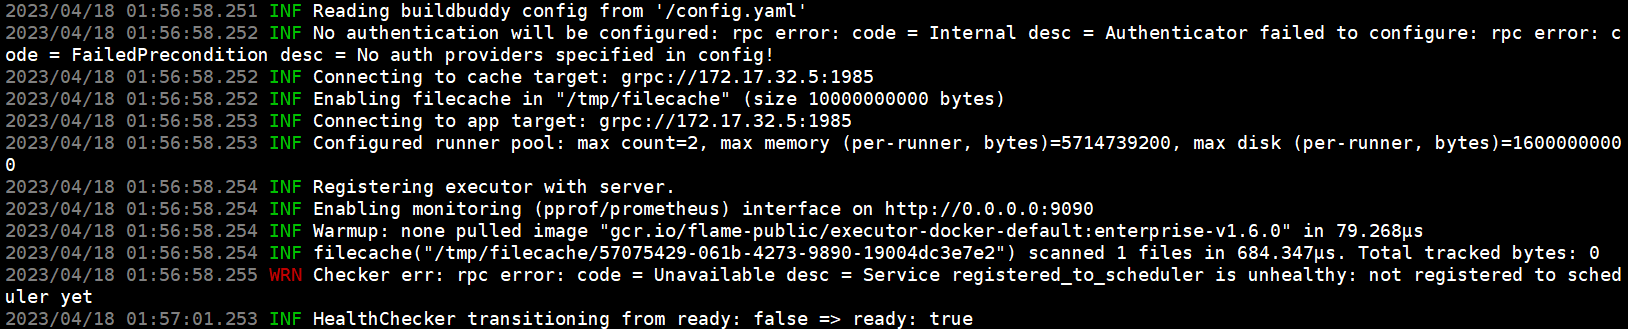 2023/04/18 01:56:58.251 INF Reading buildbuddy config from '/config.yaml'
2023/04/18 01:56:58.252 INF No authentication will be configured: rpc error: code = Internal desc = Authenticator failed to configure: rpc error: c
ode = FailedPrecondition desc = No auth providers specified in config!
2023/04/18 01:56:58.252 INF Connecting to cache target: grpc://172.17.32.5:1985
2023/04/18 01:56:58.252 INF Enabling filecache in "/tmp/filecache" (size 10000000000 bytes)
2023/04/18 01:56:58.253 INF Connecting to app target: grpc://172.17.32.5:1985
2023/04/18 01:56:58.253 INF Configured runner pool: max count=2, max memory (per-runner, bytes)=5714739200, max disk (per-runner, bytes)=1600000000
0
2023/04/18 01:56:58.254 INF Registering executor with server.
2023/04/18 01:56:58.254 INF Enabling monitoring (pprof/prometheus) interface on http://0.0.0.0:9090
2023/04/18 01:56:58.254 INF Warmup: none pulled image "gcr.io/flame-public/executor-docker-default:enterprise-v1.6.0" in 79.268µs
2023/04/18 01:56:58.254 INF filecache("/tmp/filecache/57075429-061b-4273-9890-19004dc3e7e2") scanned 1 files in 684.347µs. Total tracked bytes: 0
2023/04/18 01:56:58.255 WRN Checker err: rpc error: code = Unavailable desc = Service registered_to_scheduler is unhealthy: not registered to sched
uler yet
2023/04/18 01:57:01.253 INF HealthChecker transitioning from ready: false => ready: true